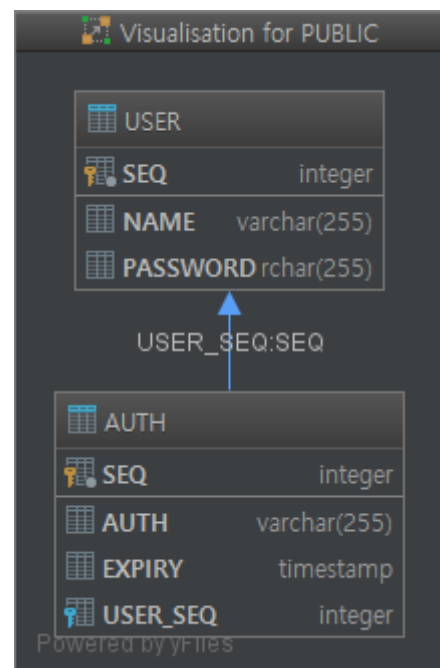 Visualisation for PUBLIC
USER
SEQ integer
NAME varchar(255)
PASSWORD rchar(255)
USER_SEQ:SEQ
AUTH
SEQ integer
AUTH varchar(255)
EXPIRY timestamp
USER_SEQ integer
Powered by yFiles